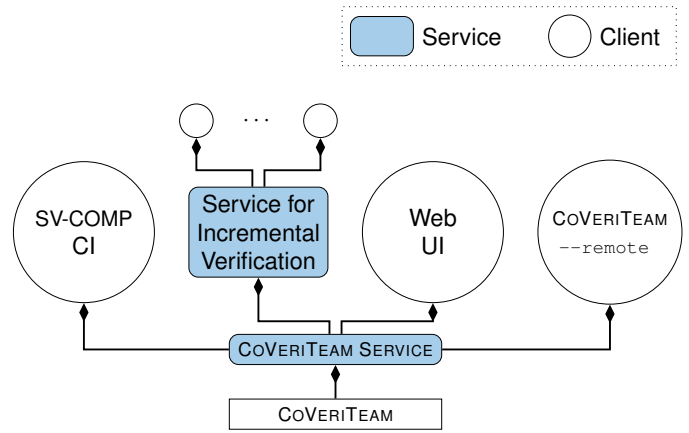 Service
Client
...
SV-COMP
CI
Service for
Incremental
Verification
Web
UI
COVERITEAM
--remote
COVERITEAM SERVICE
COVERITEAM